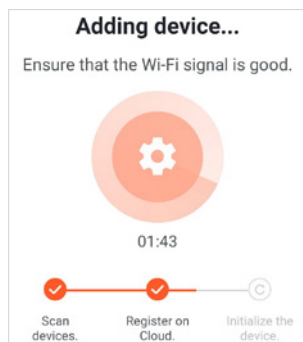 Adding device...
Ensure that the Wi-Fi signal is good.
01:43
Scan devices.
Register on Cloud.
Initialize the device.